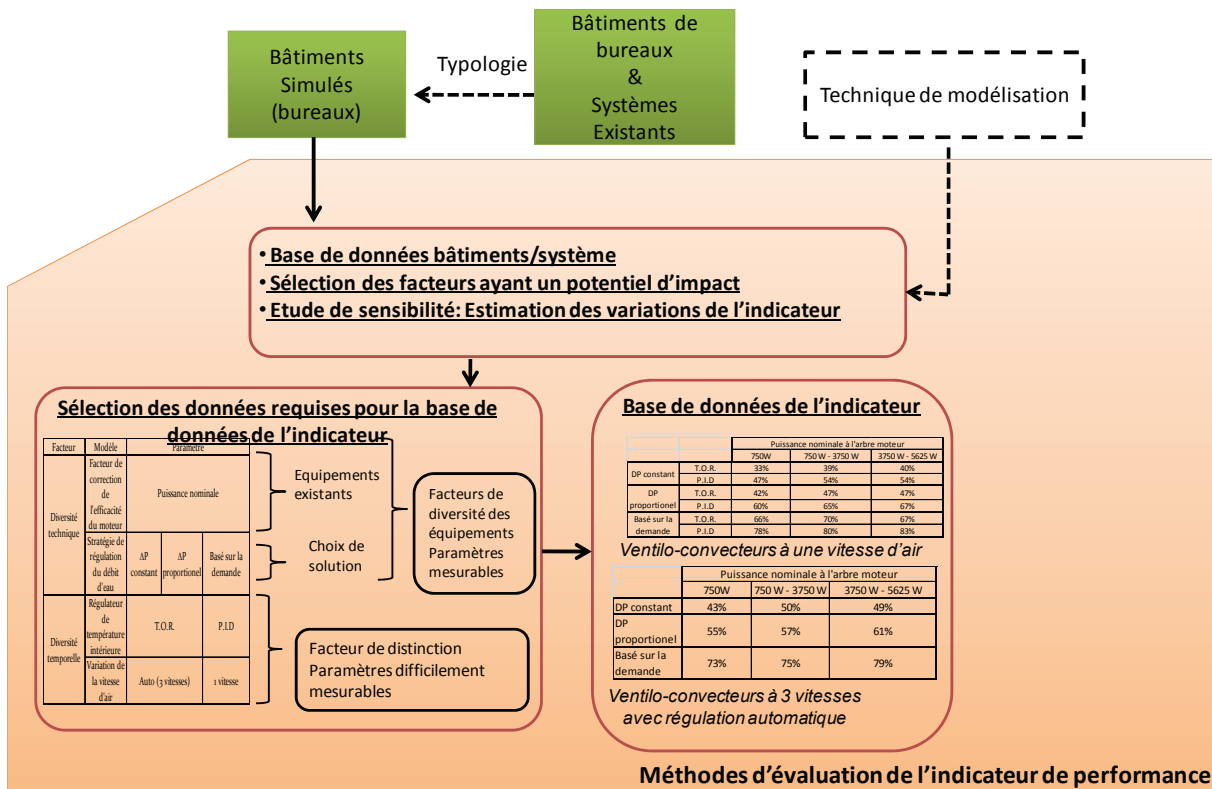 Bâtiments
Simulés
(bureaux)
Typologie
Bâtiments de
bureaux
&
Systèmes
Existants
Technique de modélisation
• Base de données bâtiments/système
• Sélection des facteurs ayant un potentiel d'impact
• Etude de sensibilité: Estimation des variations de l'indicateur
Sélection des données requises pour la base de
données de l'indicateur
Facteur Modèle Paramètre
Diversité
technique
Facteur de
correction
de
l'efficacité
du moteur
Puissance nominale
Stratégie de
régulation
du débit
d'eau
ΔP
constant
ΔP
proportionel
Basé sur la
demande
Diversité
temporelle
Régulateur
de
température
intérieure
T.O.R. P.I.D
Variation de
la vitesse
d'air
Auto (3 vitesses) 1 vitesse
Equipements
existants
Choix de
solution
Facteurs de
diversité des
équipements
Paramètres
mesurables
Facteur de distinction
Paramètres difficilement
mesurables
Base de données de l'indicateur
Puissance nominale à l'arbre moteur
750W 750 W - 3750 W 3750 W - 5625 W
DP constant T.O.R. 33% 39% 40%
P.I.D 47% 54% 54%
DP
proportionel
T.O.R. 42% 47% 47%
P.I.D 60% 65% 67%
Basé sur la
demande
T.O.R. 66% 70% 67%
P.I.D 78% 80% 83%
Ventilo-convecteurs à une vitesse d'air
Puissance nominale à l'arbre moteur
750W 750 W - 3750 W 3750 W - 5625 W
DP constant 43% 50% 49%
DP
proportionel
55% 57% 61%
Basé sur la
demande
73% 75% 79%
Ventilo-convecteurs à 3 vitesses
avec régulation automatique
Méthodes d'évaluation de l'indicateur de performance